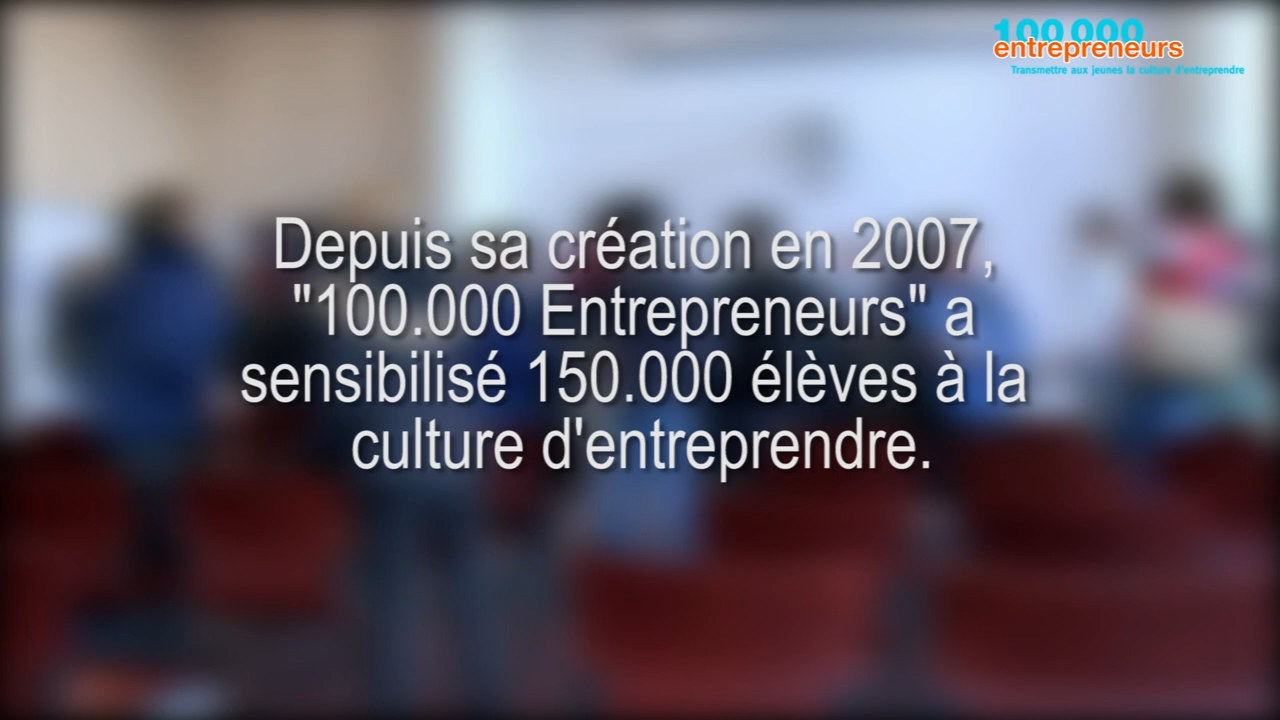 100 000
entrepreneurs
Transmettre aux jeunes la culture d'entreprendre
Depuis sa création en 2007,
"100.000 Entrepreneurs" a
sensibilisé 150.000 élèves à la
culture d'entreprendre.